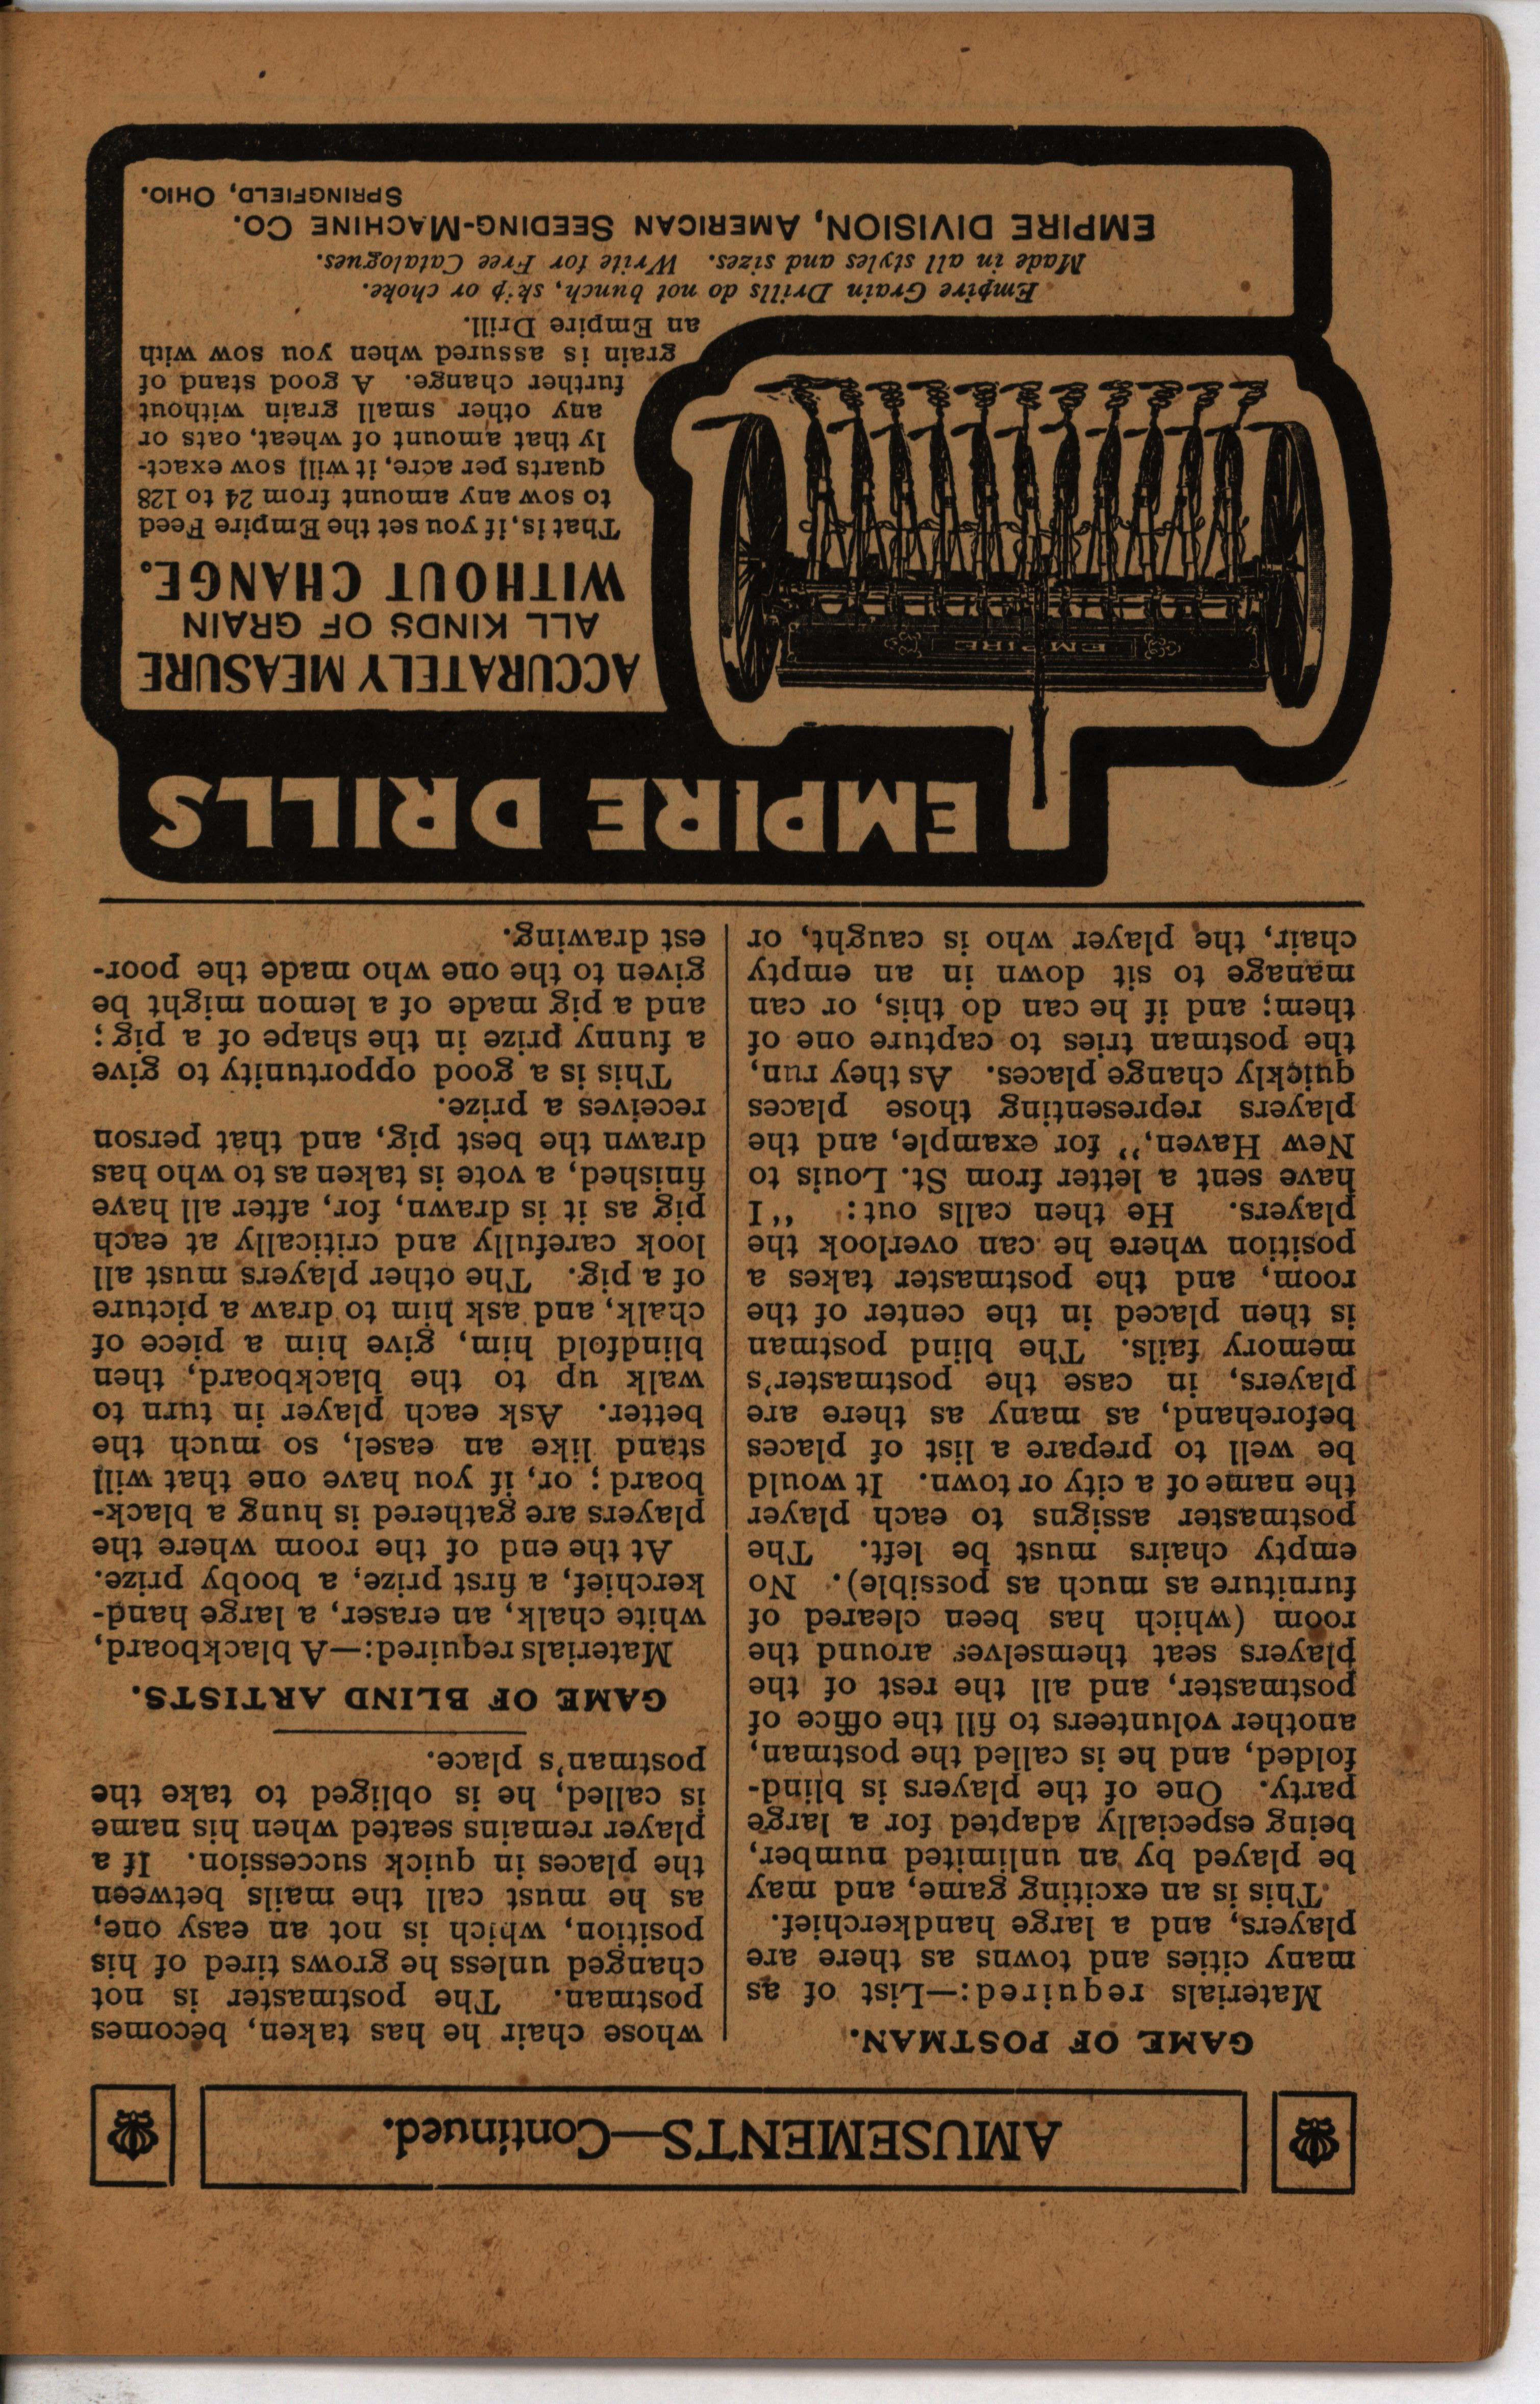 AMUSEMENTS—Continued.
GAME OF POSTMAN.
Materials required:—List of as
many cities and towns as there are
players, and a large handkerchief.
This is an exciting game, and may
be played by an unlimited number,
being especially adapted for a large
party. One of the players is blind-
folded, and he is called the postman,
another volunteers to fill the office of
postmaster, and all the rest of the
players seat themselves around the
room (which has been cleared of
furniture as much as possible). No
empty chairs must be left. The
postmaster assigns to each player
the name of a city or town. It would
be well to prepare a list of places
beforehand, as many as there are
players, in case the postmaster's
memory fails. The blind postman
is then placed in the center of the
room, and the postmaster takes a
position where he can overlook the
players. He then calls out: "I
have sent a letter from St. Louis to
New Haven," for example, and the
players representing those places
quickly change places. As they run,
the postman tries to capture one of
them; and if he can do this, or can
manage to sit down in an empty
chair, the player who is caught, or
whose chair he has taken, becomes
postman. The postmaster is not
changed unless he grows tired of his
position, which is not an easy one,
as he must call the mails between
the places in quick succession. If a
player remains seated when his name
is called, he is obliged to take the
postman's place.
GAME OF BLIND ARTISTS.
Materials required:—A blackboard,
white chalk, an eraser, a large hand-
kerchief, a first prize, a booby prize.
At the end of the room where the
players are gathered is hung a black-
board; or, if you have one that will
stand like an easel, so much the
better. Ask each player in turn to
walk up to the blackboard, then
blindfold him, give him a piece of
chalk, and ask him to draw a picture
of a pig. The other players must all
look carefully and critically at each
pig as it is drawn, for, after all have
finished, a vote is taken as to who has
drawn the best pig, and that person
receives a prize.
This is a good opportunity to give
a funny prize in the shape of a pig;
and a pig made of a lemon might be
given to the one who made the poor-
est drawing.
EMPIRE DRILLS
EMPIRE
ACCURATELY MEASURE
ALL KINDS OF GRAIN
WITHOUT CHANGE.
That is, if you set the Empire Feed
to sow any amount from 24 to 128
quarts per acre, it will sow exact-
ly that amount of wheat, oats or
any other small grain without
further change. A good stand of
grain is assured when you sow with
an Empire Drill.
Empire Grain Drills do not bunch, skip or choke.
Made in all styles and sizes. Write for Free Catalogues.
EMPIRE DIVISION, AMERICAN SEEDING-MACHINE CO.
SPRINGFIELD, OHIO.